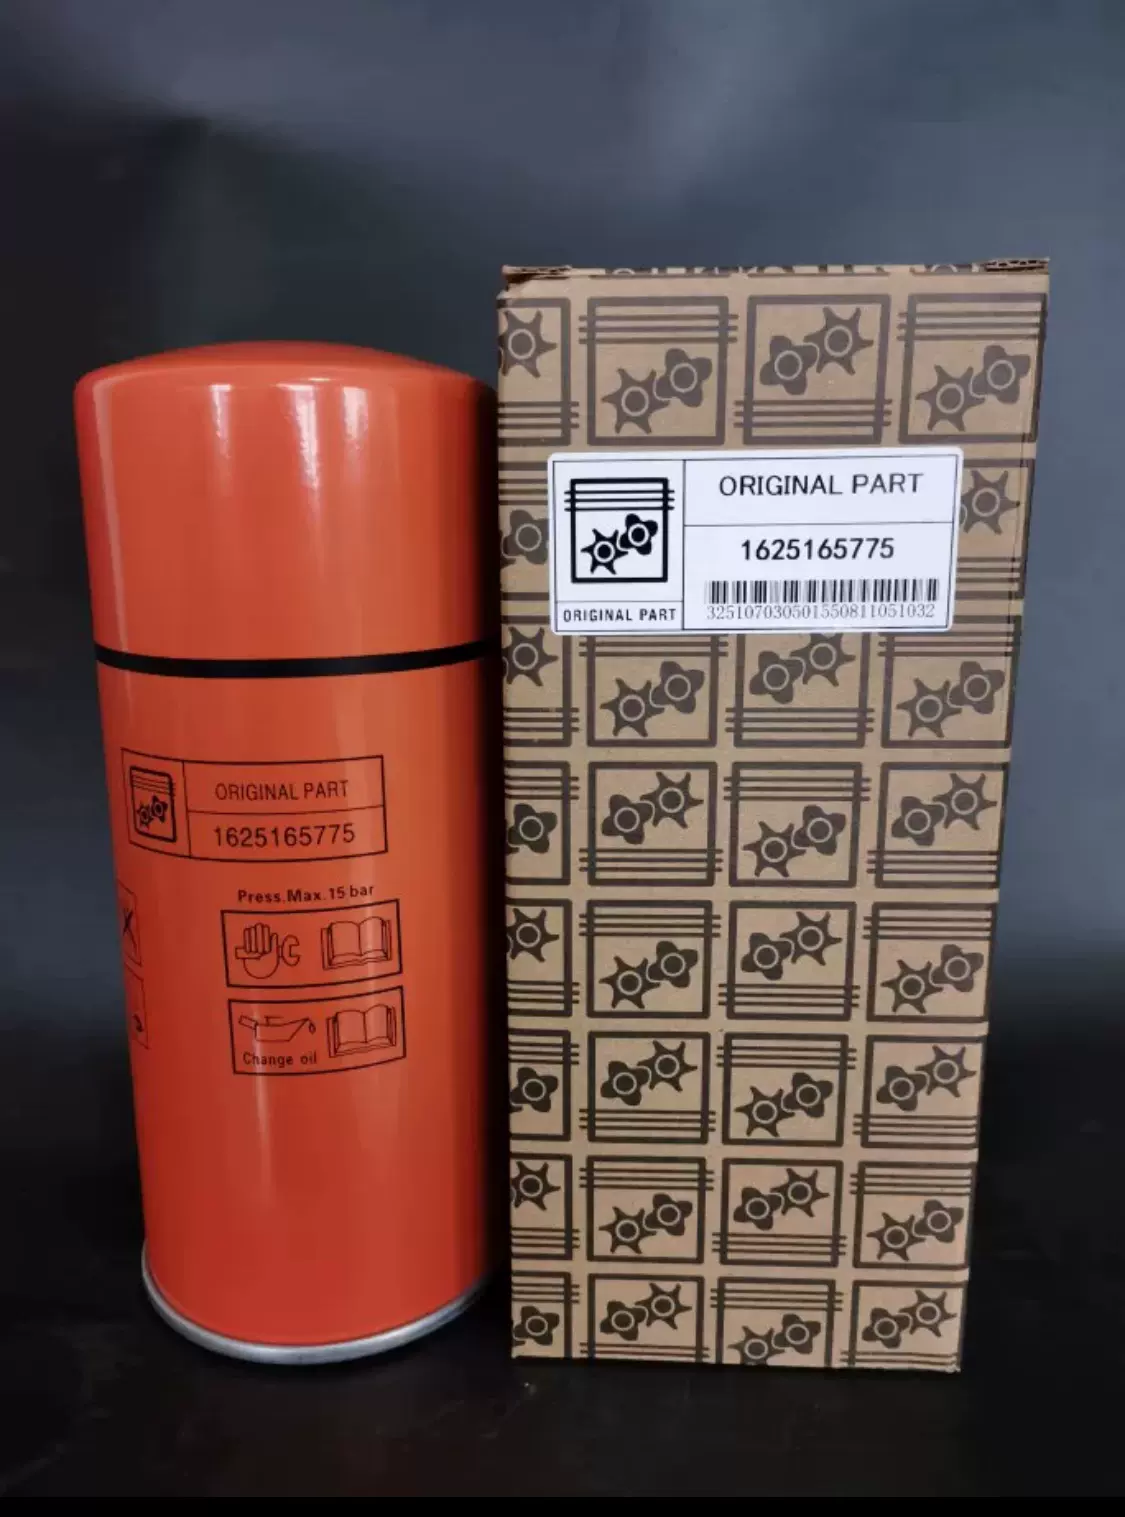 ORIGINAL PART
1625165775
325107030501550811051032
ORIGINAL PART
ORIGINAL PART
1625165775
Press.Max.15 bar
Change oil